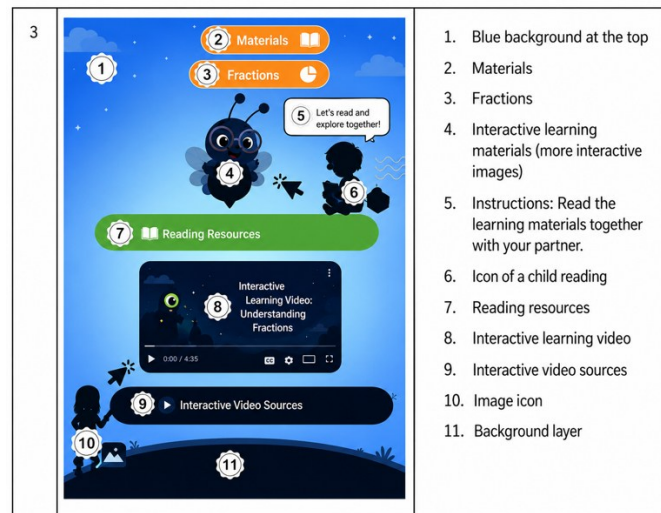 3
2 Materials
1
3 Fractions
5 Let's read and
explore together!
4
6
7 Reading Resources
Interactive
Learning Video:
8 Understanding
Fractions
0:00 / 4:35 CC
9 Interactive Video Sources
10
11
1. Blue background at the top
2. Materials
3. Fractions
4. Interactive learning
materials (more interactive
images)
5. Instructions: Read the
learning materials together
with your partner.
6. Icon of a child reading
7. Reading resources
8. Interactive learning video
9. Interactive video sources
10. Image icon
11. Background layer